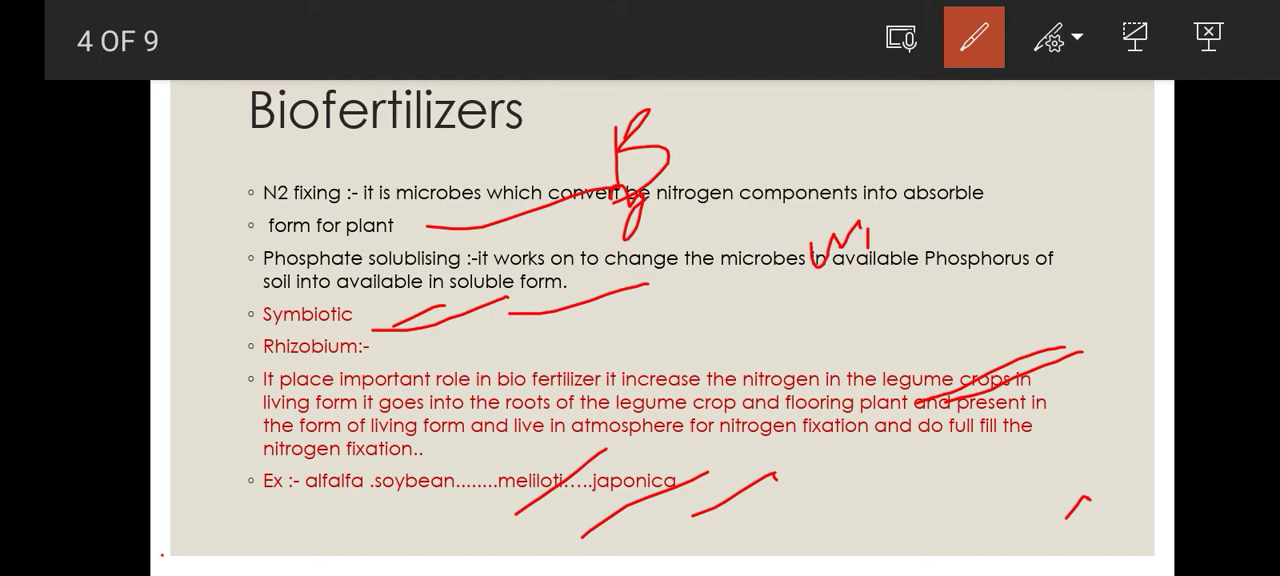 4 OF 9
Biofertilizers
◦ N2 fixing :- it is microbes which convert be nitrogen components into absorble
◦ form for plant
◦ Phosphate solublising :-it works on to change the microbes in available Phosphorus of
soil into available in soluble form.
◦ Symbiotic
◦ Rhizobium:-
◦ It place important role in bio fertilizer it increase the nitrogen in the legume crops in
living form it goes into the roots of the legume crop and flooring plant and present in
the form of living form and live in atmosphere for nitrogen fixation and do full fill the
nitrogen fixation..
◦ Ex :- alfalfa .soybean........meliloti.....japonica